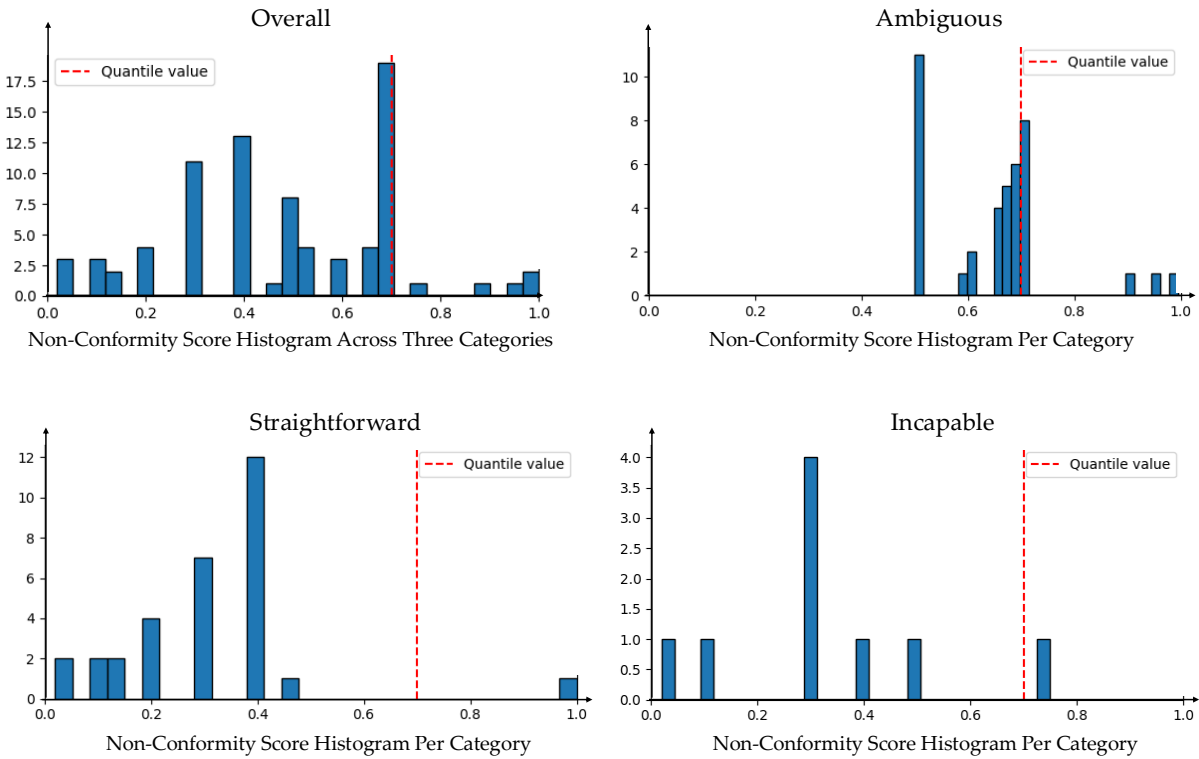 Overall
Quantile value
17.5
15.0
12.5
10.0
7.5
5.0
2.5
0.0
0.0 0.2 0.4 0.6 0.8 1.0
Non-Conformity Score Histogram Across Three Categories
Ambiguous
Quantile value
10
8
6
4
2
0
0.0 0.2 0.4 0.6 0.8 1.0
Non-Conformity Score Histogram Per Category
Straightforward
Quantile value
12
10
8
6
4
2
0
0.0 0.2 0.4 0.6 0.8 1.0
Non-Conformity Score Histogram Per Category
Incapable
Quantile value
4.0
3.5
3.0
2.5
2.0
1.5
1.0
0.5
0.0
0.0 0.2 0.4 0.6 0.8 1.0
Non-Conformity Score Histogram Per Category